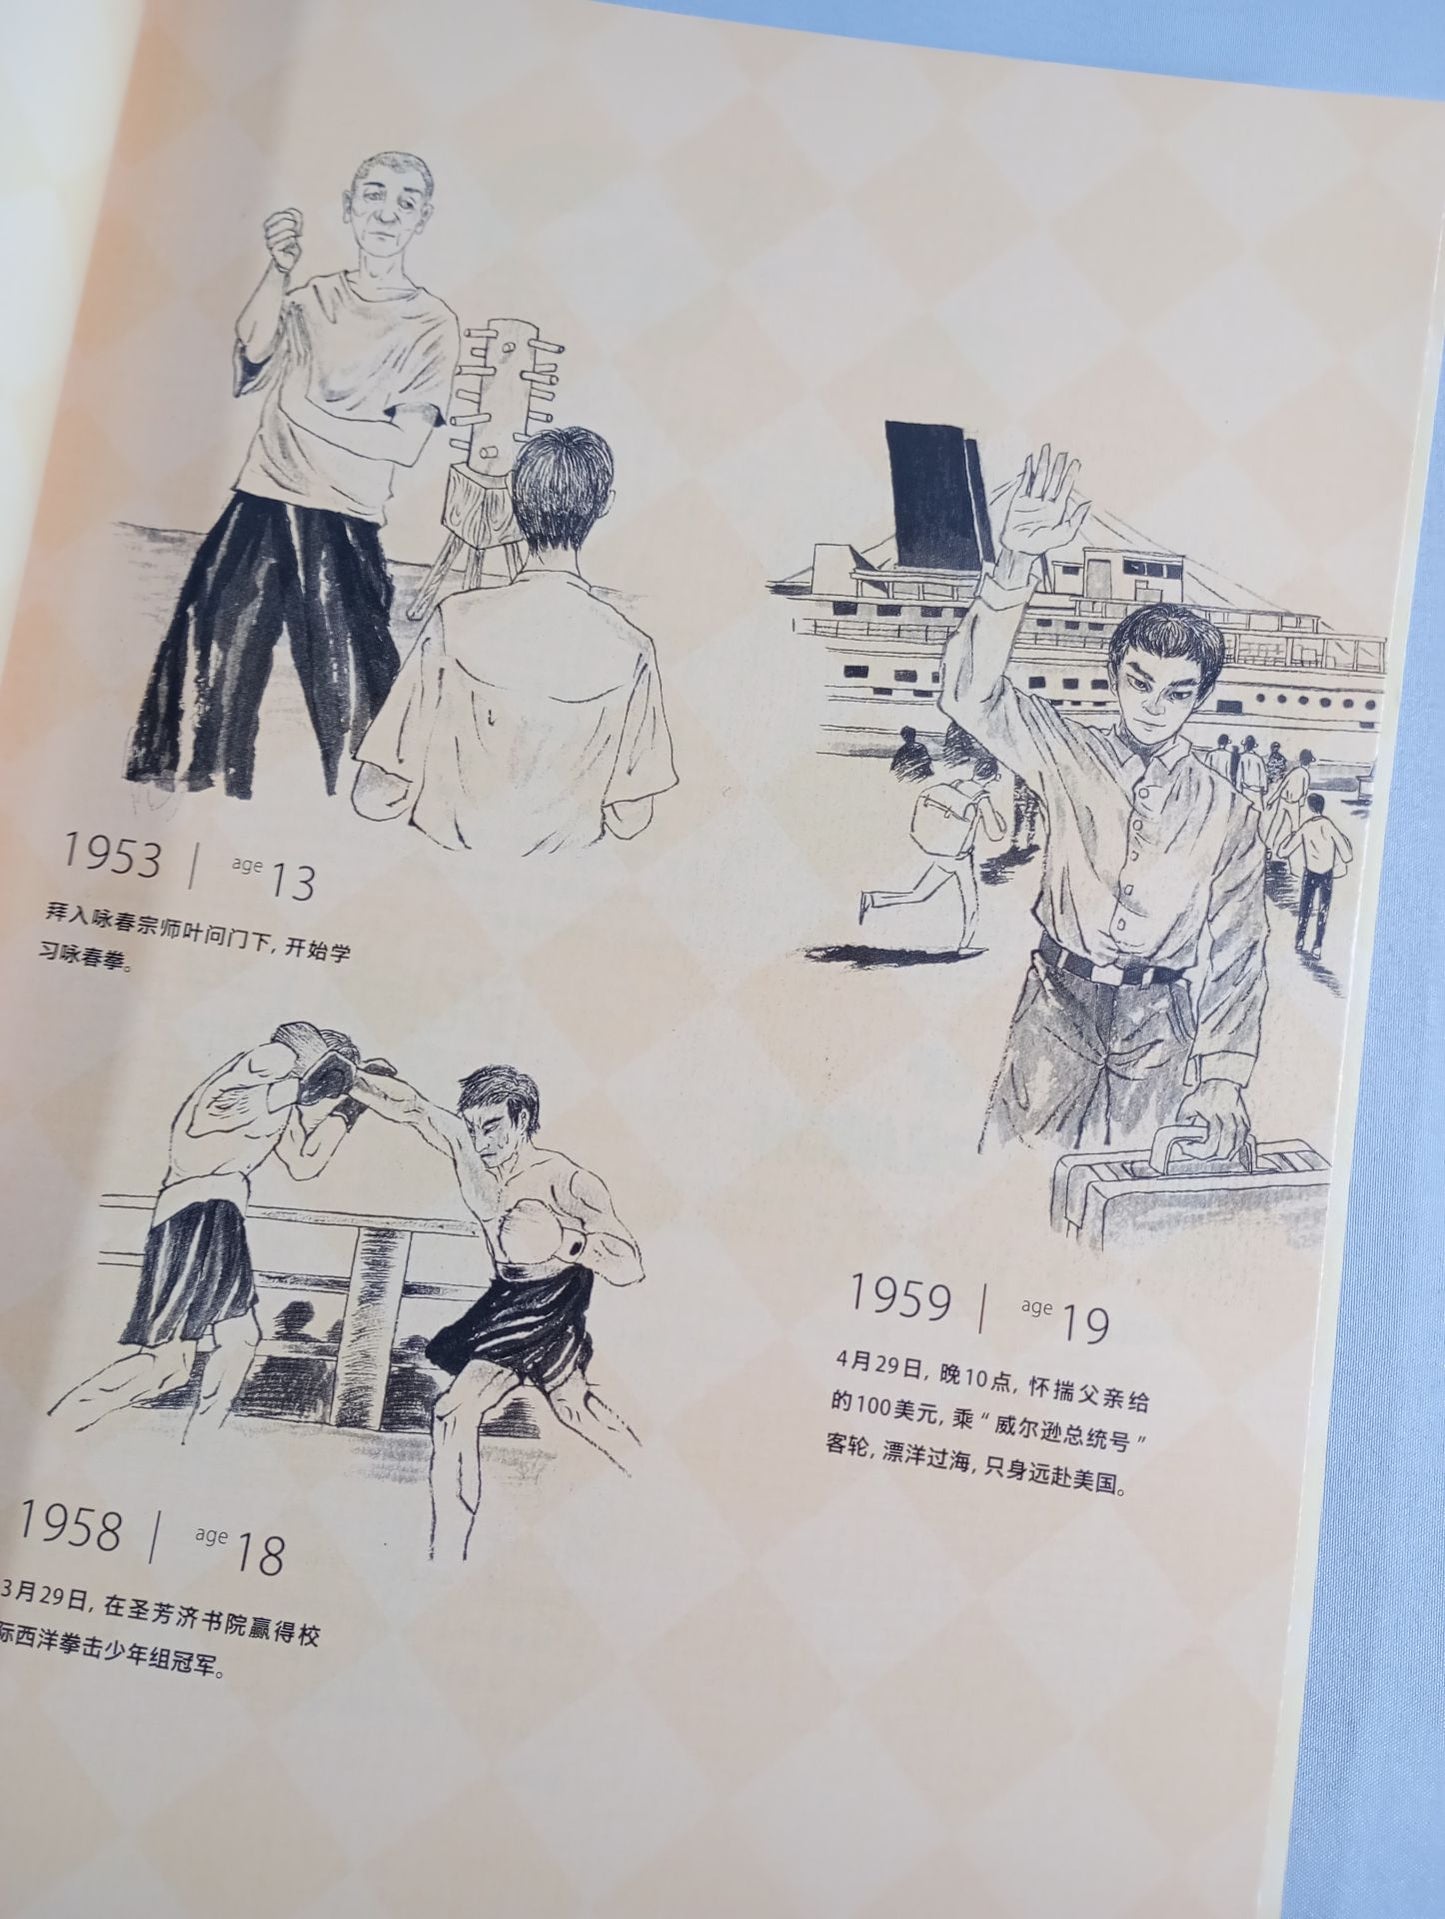 1953 | age 13
拜入咏春宗师叶问门下, 开始学
习咏春拳。
1958 | age 18
3月29日, 在圣芳济书院赢得校
际西洋拳击少年组冠军。
1959 | age 19
4月29日, 晚10点, 怀揣父亲给
的100美元, 乘“威尔逊总统号”
客轮, 漂洋过海, 只身远赴美国。